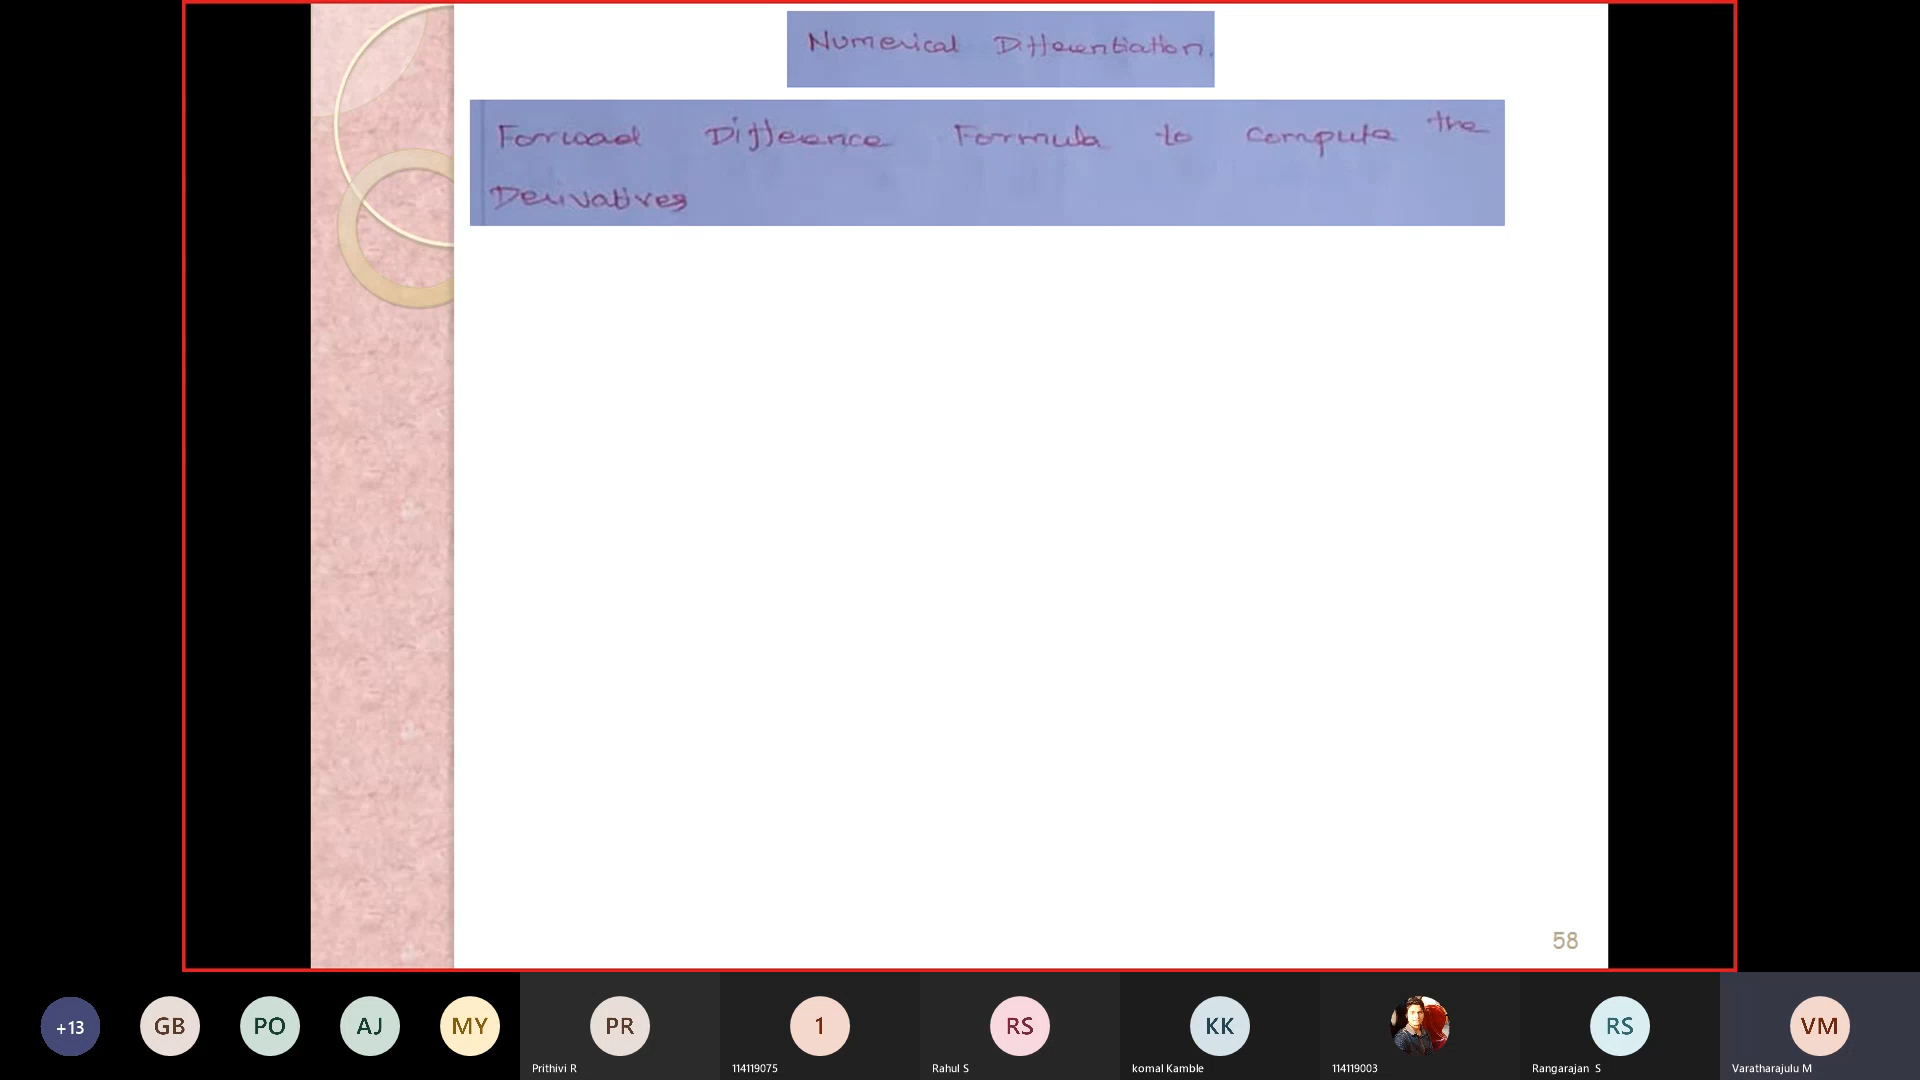 Numerical Differentiation.
Forward Difference Formula to compute the
Derivatives
58
+13
GB
PO
AJ
MY
PR
1
RS
KK
RS
VM
Prithivi R
114119075
Rahul S
komal Kamble
114119003
Rangarajan S
Varatharajulu M